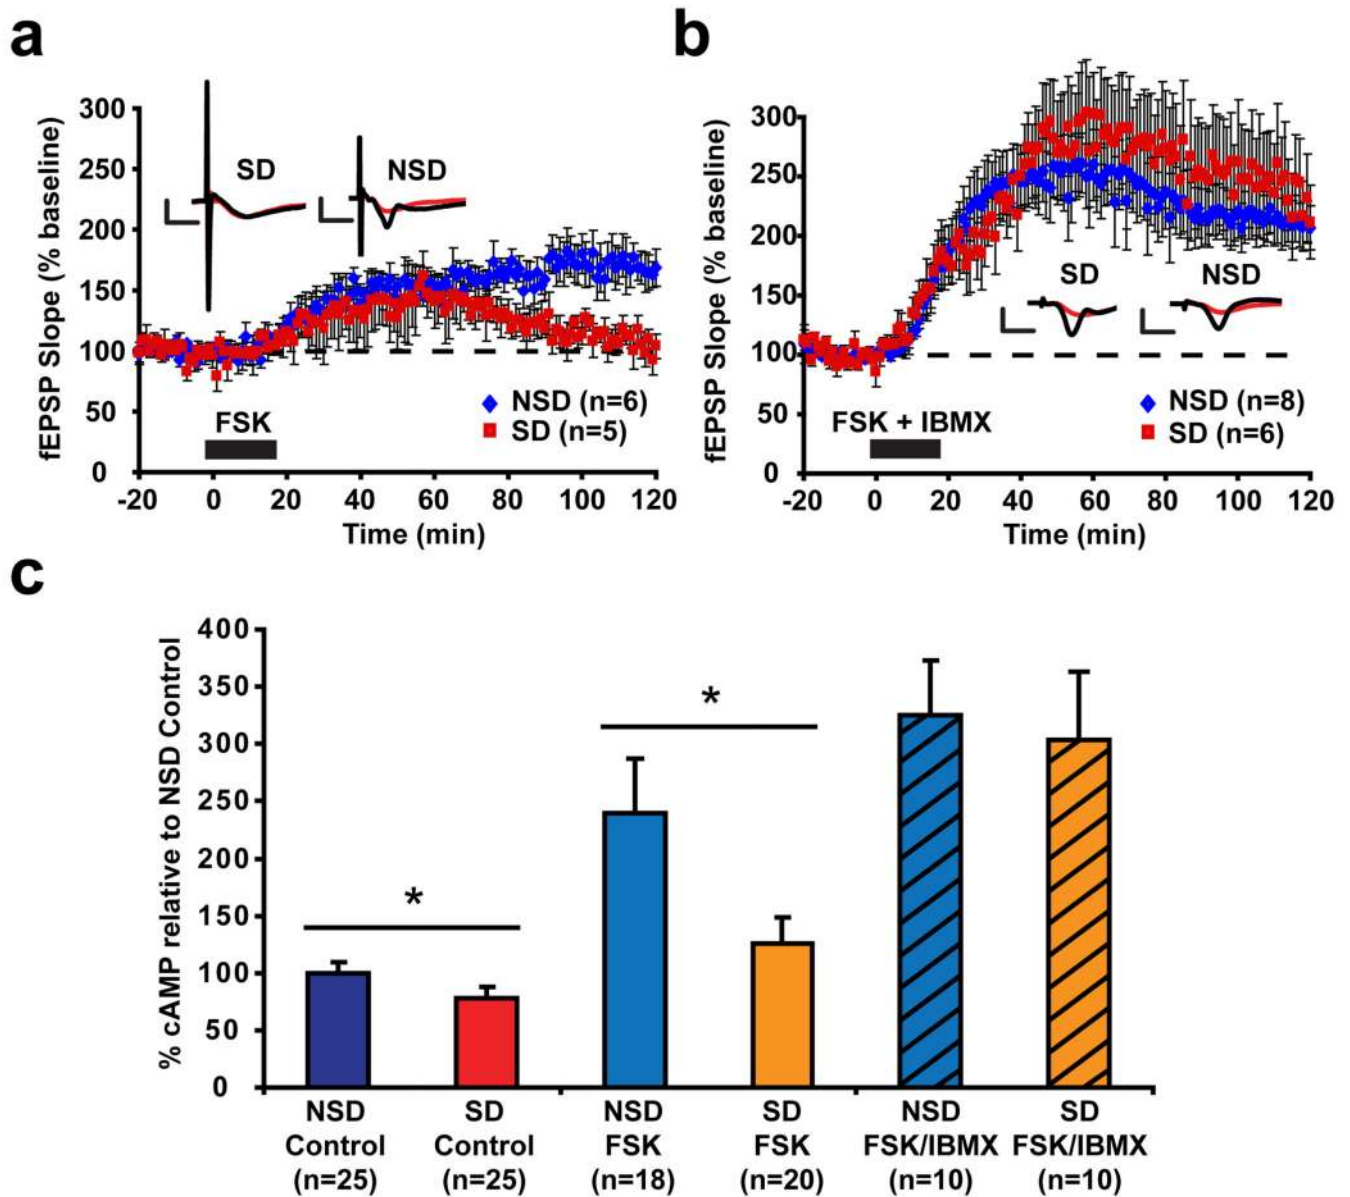 a
fEPSP Slope (% baseline)
300
250
200
150
100
50
0
SD
NSD
NSD (n=6)
SD (n=5)
FSK
-20 0 20 40 60 80 100 120
Time (min)
b
fEPSP Slope (% baseline)
300
250
200
150
100
50
0
SD
NSD
NSD (n=8)
SD (n=6)
FSK + IBMX
-20 0 20 40 60 80 100 120
Time (min)
c
% cAMP relative to NSD Control
400
350
300
250
200
150
100
50
0
*
*
NSD
Control
(n=25)
SD
Control
(n=25)
NSD
FSK
(n=18)
SD
FSK
(n=20)
NSD
FSK/IBMX
(n=10)
SD
FSK/IBMX
(n=10)